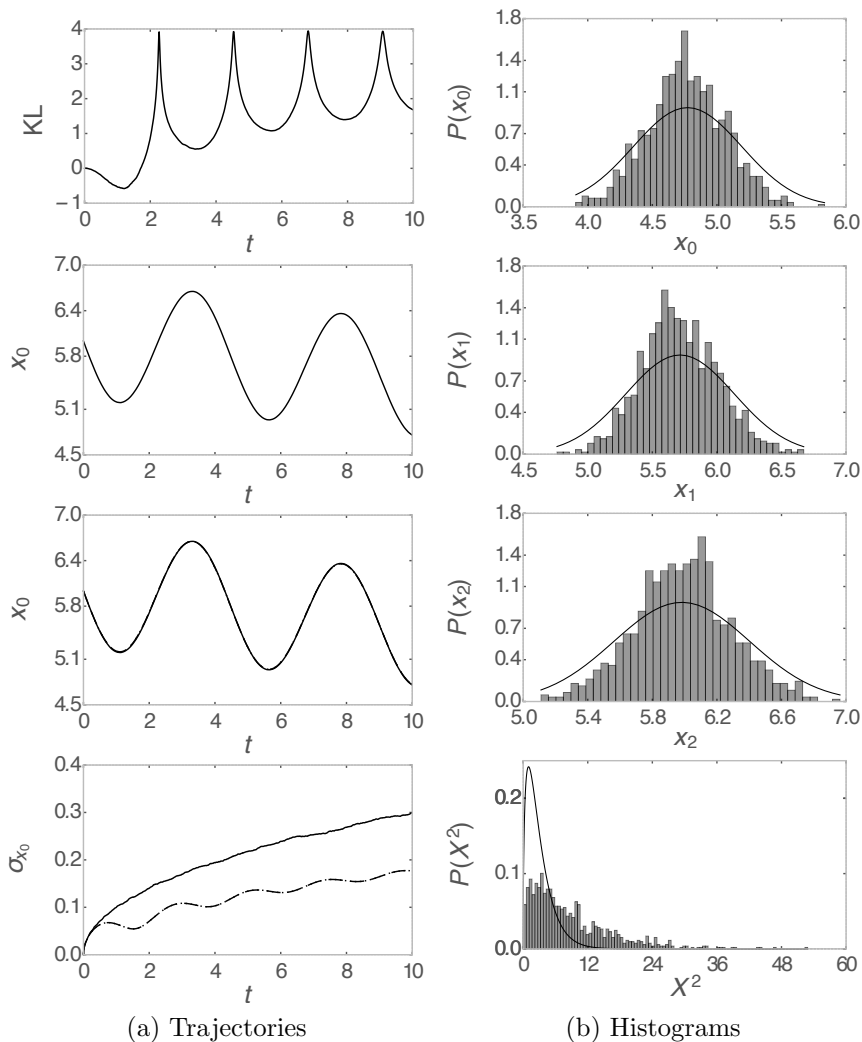 4
3
2
1
0
−1
KL
0 2 4 6 8 10
t
7.0
6.4
5.8
5.1
4.5
x0
0 2 4 6 8 10
t
7.0
6.4
5.8
5.1
4.5
x0
0 2 4 6 8 10
t
0.4
0.3
0.2
0.1
0.0
σx0
0 2 4 6 8 10
t
(a) Trajectories
1.8
1.5
1.1
0.7
0.4
0.0
P(x0)
3.5 4.0 4.5 5.0 5.5 6.0
x0
1.8
1.5
1.1
0.7
0.4
0.0
P(x1)
4.5 5.0 5.5 6.0 6.5 7.0
x1
1.8
1.5
1.1
0.7
0.4
0.0
P(x2)
5.0 5.4 5.8 6.2 6.6 7.0
x2
0.2
0.1
0.0
P(X²)
0 12 24 36 48 60
X²
(b) Histograms